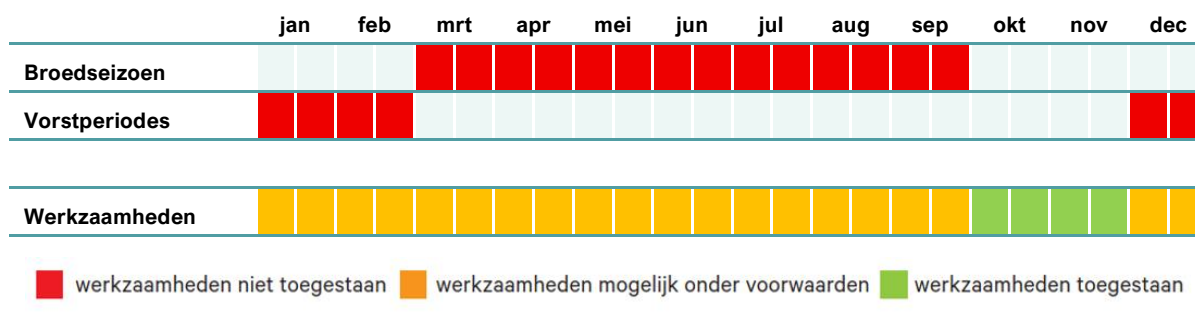 jan feb mrt apr mei jun jul aug sep okt nov dec
Broedseizoen
Vorstperiodes
Werkzaamheden
werkzaamheden niet toegestaan werkzaamheden mogelijk onder voorwaarden werkzaamheden toegestaan